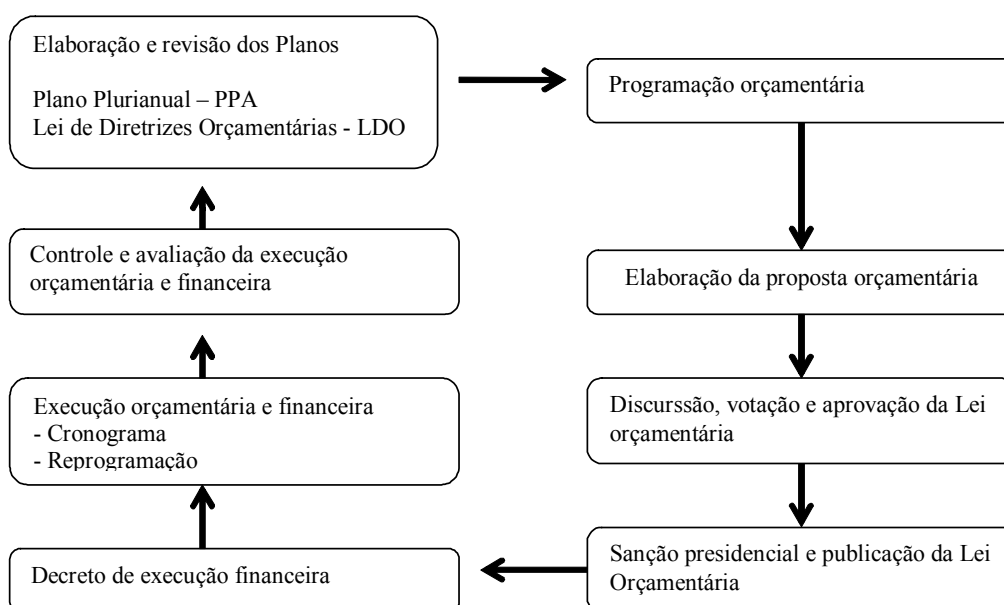 Elaboração e revisão dos Planos
Plano Plurianual – PPA
Lei de Diretrizes Orçamentárias - LDO
Programação orçamentária
Elaboração da proposta orçamentária
Discurssão, votação e aprovação da Lei
orçamentária
Sanção presidencial e publicação da Lei
Orçamentária
Decreto de execução financeira
Execução orçamentária e financeira
- Cronograma
- Reprogramação
Controle e avaliação da execução
orçamentária e financeira